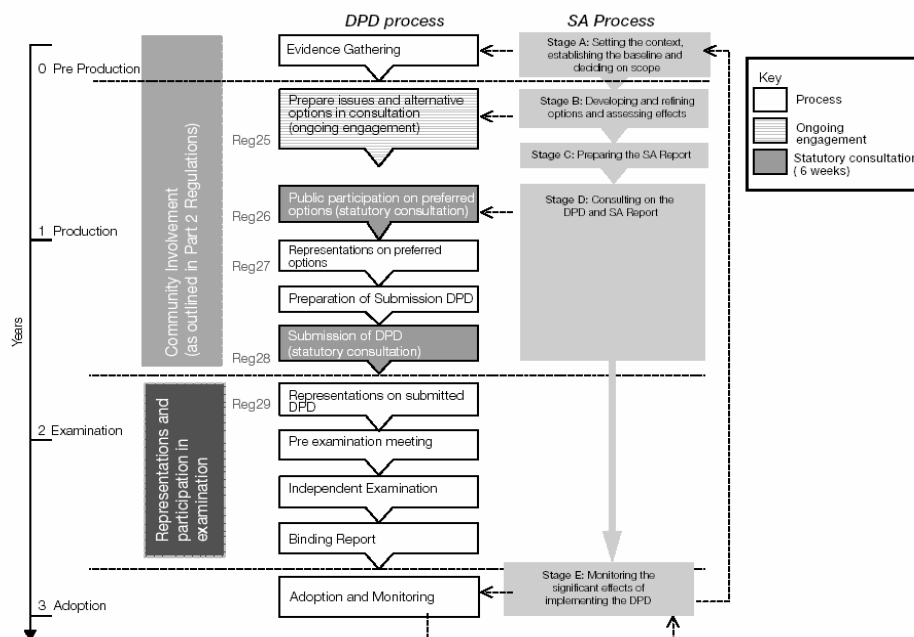 DPD process
SA Process
Evidence Gathering
Stage A: Setting the context,
establishing the baseline and
deciding on scope
0 Pre Production
Key
Process
Ongoing
engagement
Statutory consultation
( 6 weeks)
Prepare issues and alternative
options in consultation
(ongoing engagement)
Reg25
Stage B: Developing and refining
options and assessing effects
Stage C: Preparing the SA Report
Community Involvement
(as outlined in Part 2 Regulations)
Public participation on preferred
options (statutory consultation)
Reg26
Stage D: Consulting on the
DPD and SA Report
1 Production
Representations on preferred
options
Reg27
Preparation of Submission DPD
Years
Submission of DPD
(statutory consultation)
Reg28
Representations on submitted
DPD
Reg29
2 Examination
Representations and
participation in
examination
Pre examination meeting
Independent Examination
Binding Report
Stage E: Monitoring the
significant effects of
implementing the DPD
3 Adoption
Adoption and Monitoring